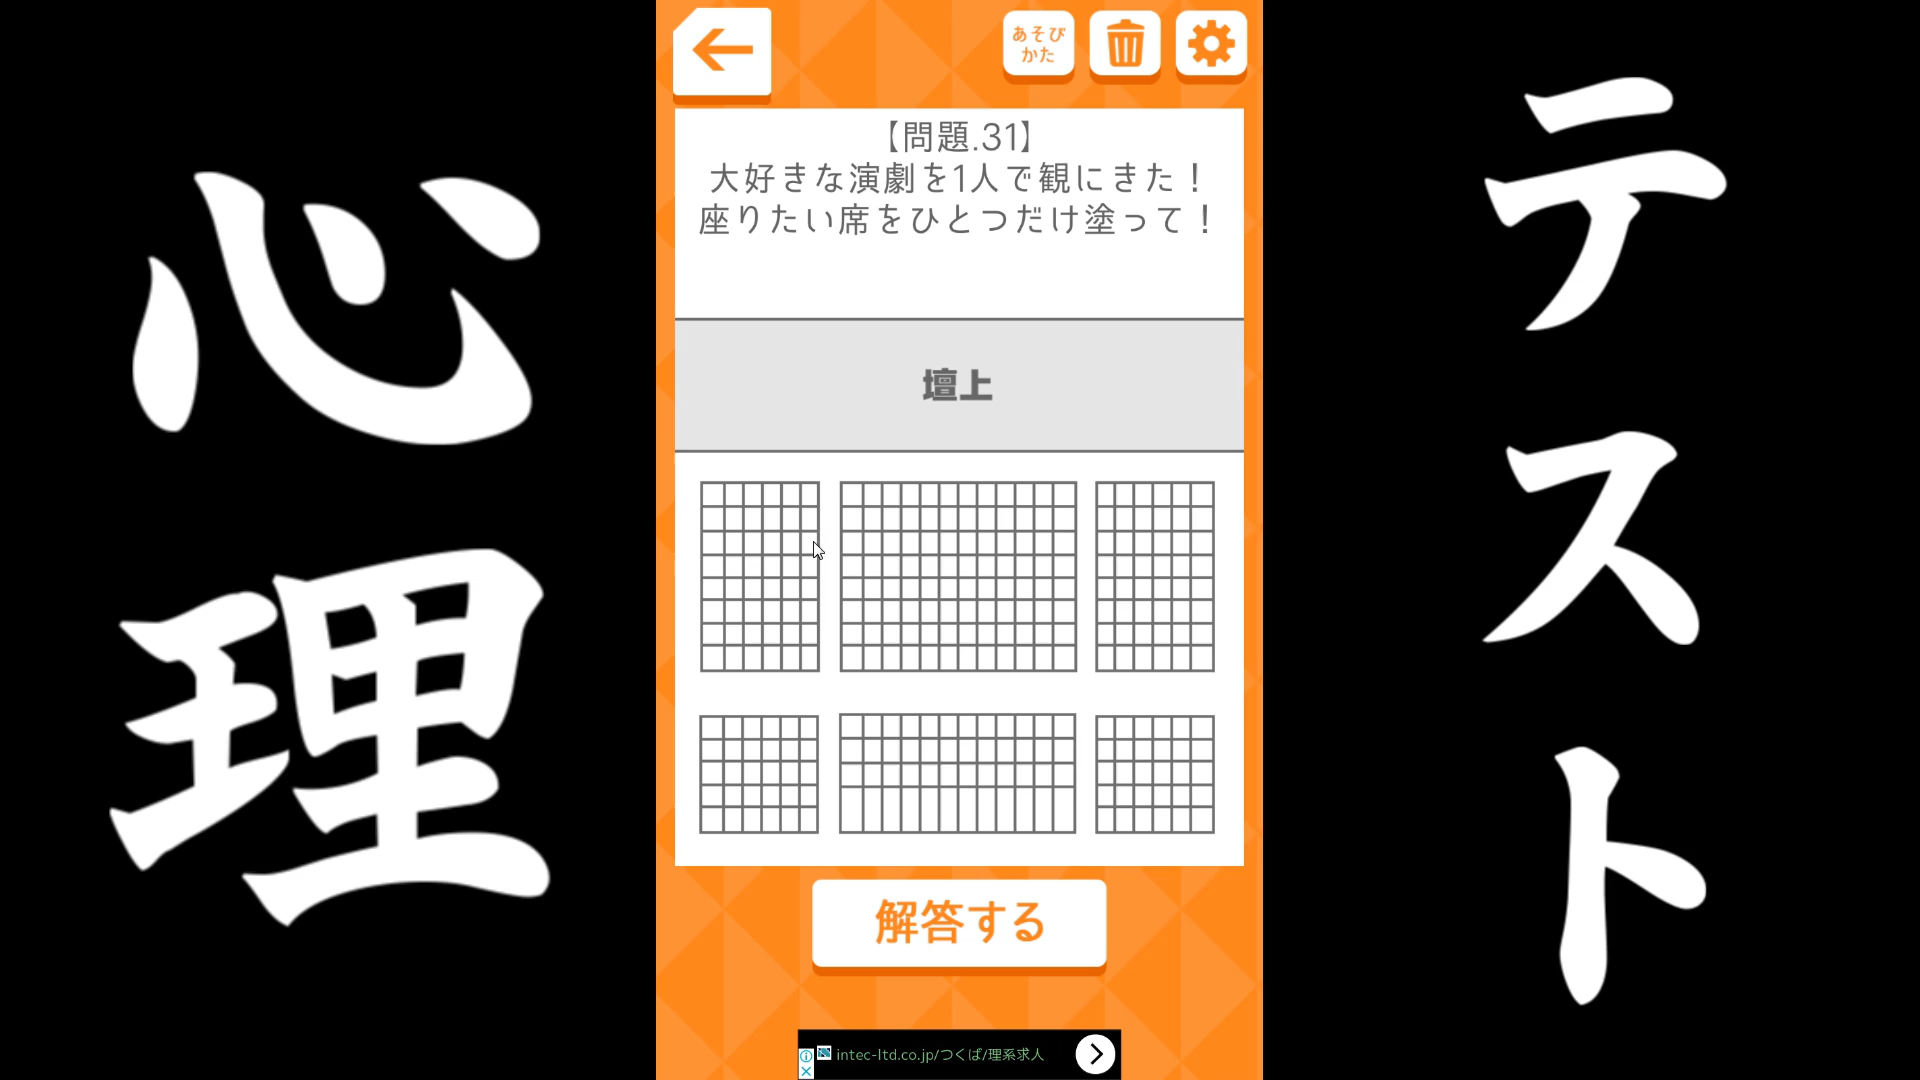 心理
テスト
あそび
かた
【問題.31】
大好きな演劇を1人で観にきた！
座りたい席をひとつだけ塗って！
壇上
解答する
intec-ltd.co.jp/つくば/理系求人